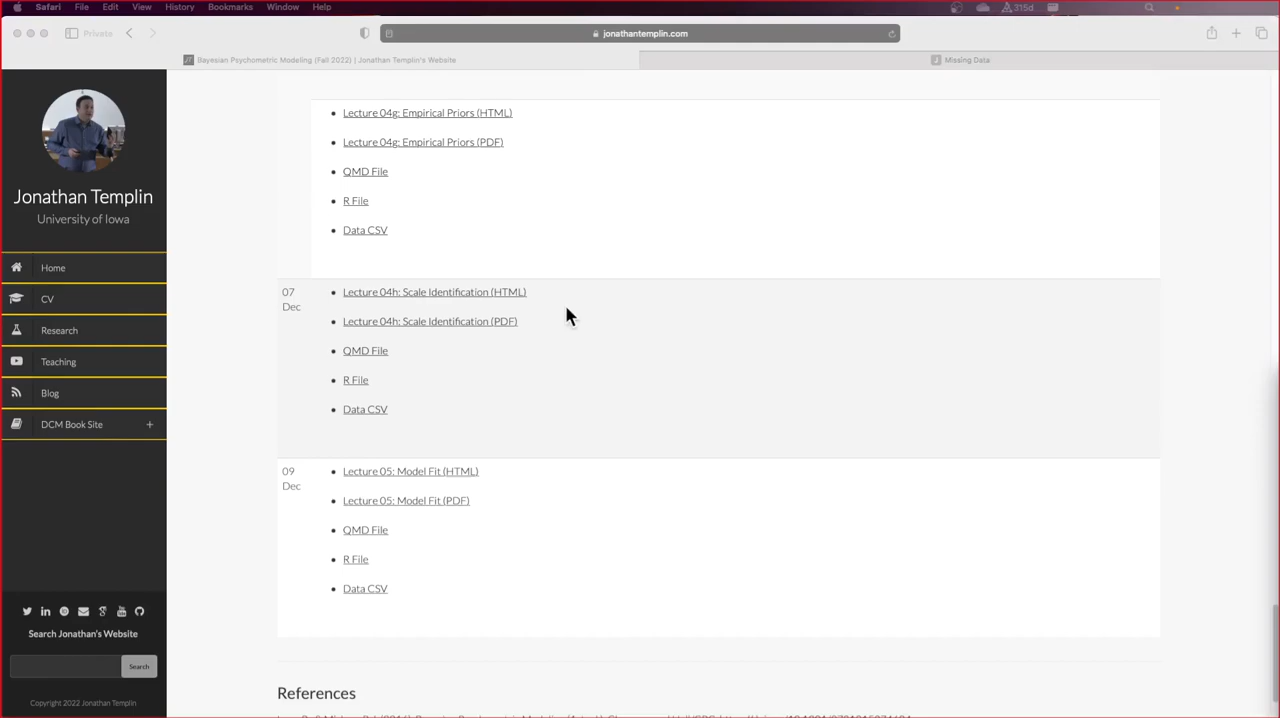 Safari File Edit View History Bookmarks Window Help 315d
Private jonathantemplin.com
Bayesian Psychometric Modeling (Fall 2022) | Jonathan Templin's Website
Missing Data
Jonathan Templin
University of Iowa
Home
CV
Research
Teaching
Blog
DCM Book Site +
Search Jonathan's Website
Search
Copyright 2022 Jonathan Templin
Lecture 04g: Empirical Priors (HTML)
Lecture 04g: Empirical Priors (PDF)
QMD File
R File
Data CSV
07
Dec
Lecture 04h: Scale Identification (HTML)
Lecture 04h: Scale Identification (PDF)
QMD File
R File
Data CSV
09
Dec
Lecture 05: Model Fit (HTML)
Lecture 05: Model Fit (PDF)
QMD File
R File
Data CSV
References